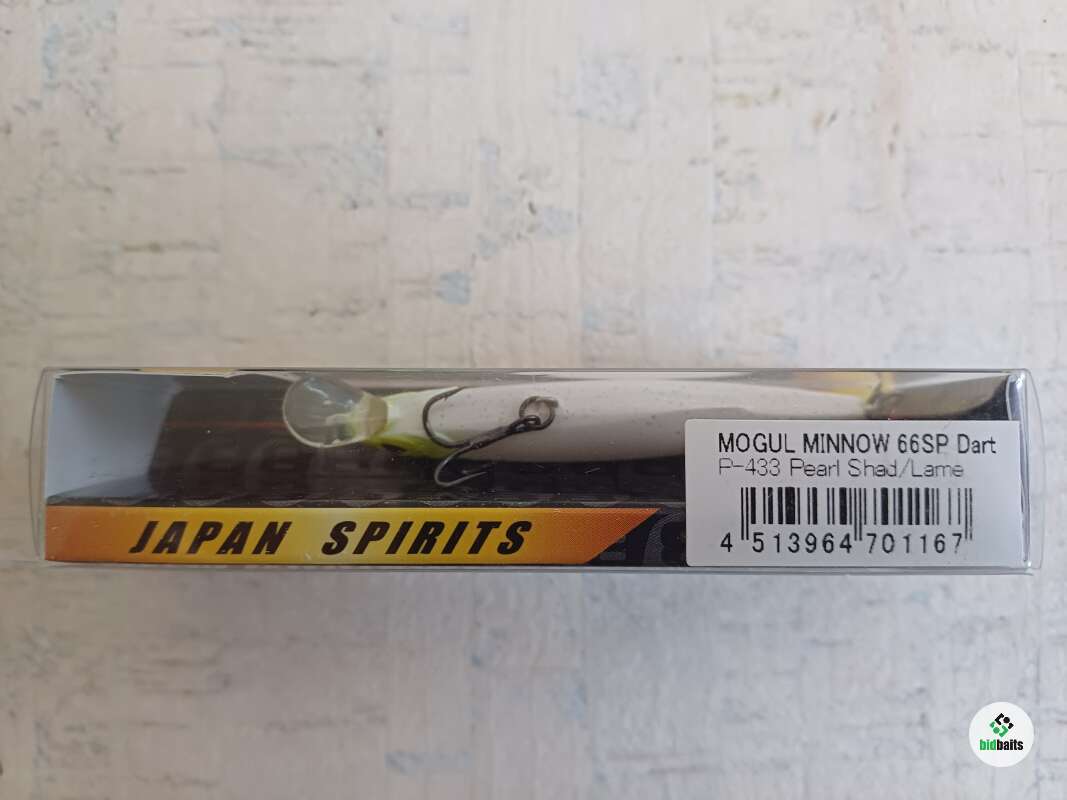 MOGUL MINNOW 66SP Dart
P-433 Pearl Shad/Lame
4 513964 701167
JAPAN SPIRITS
bidbaits